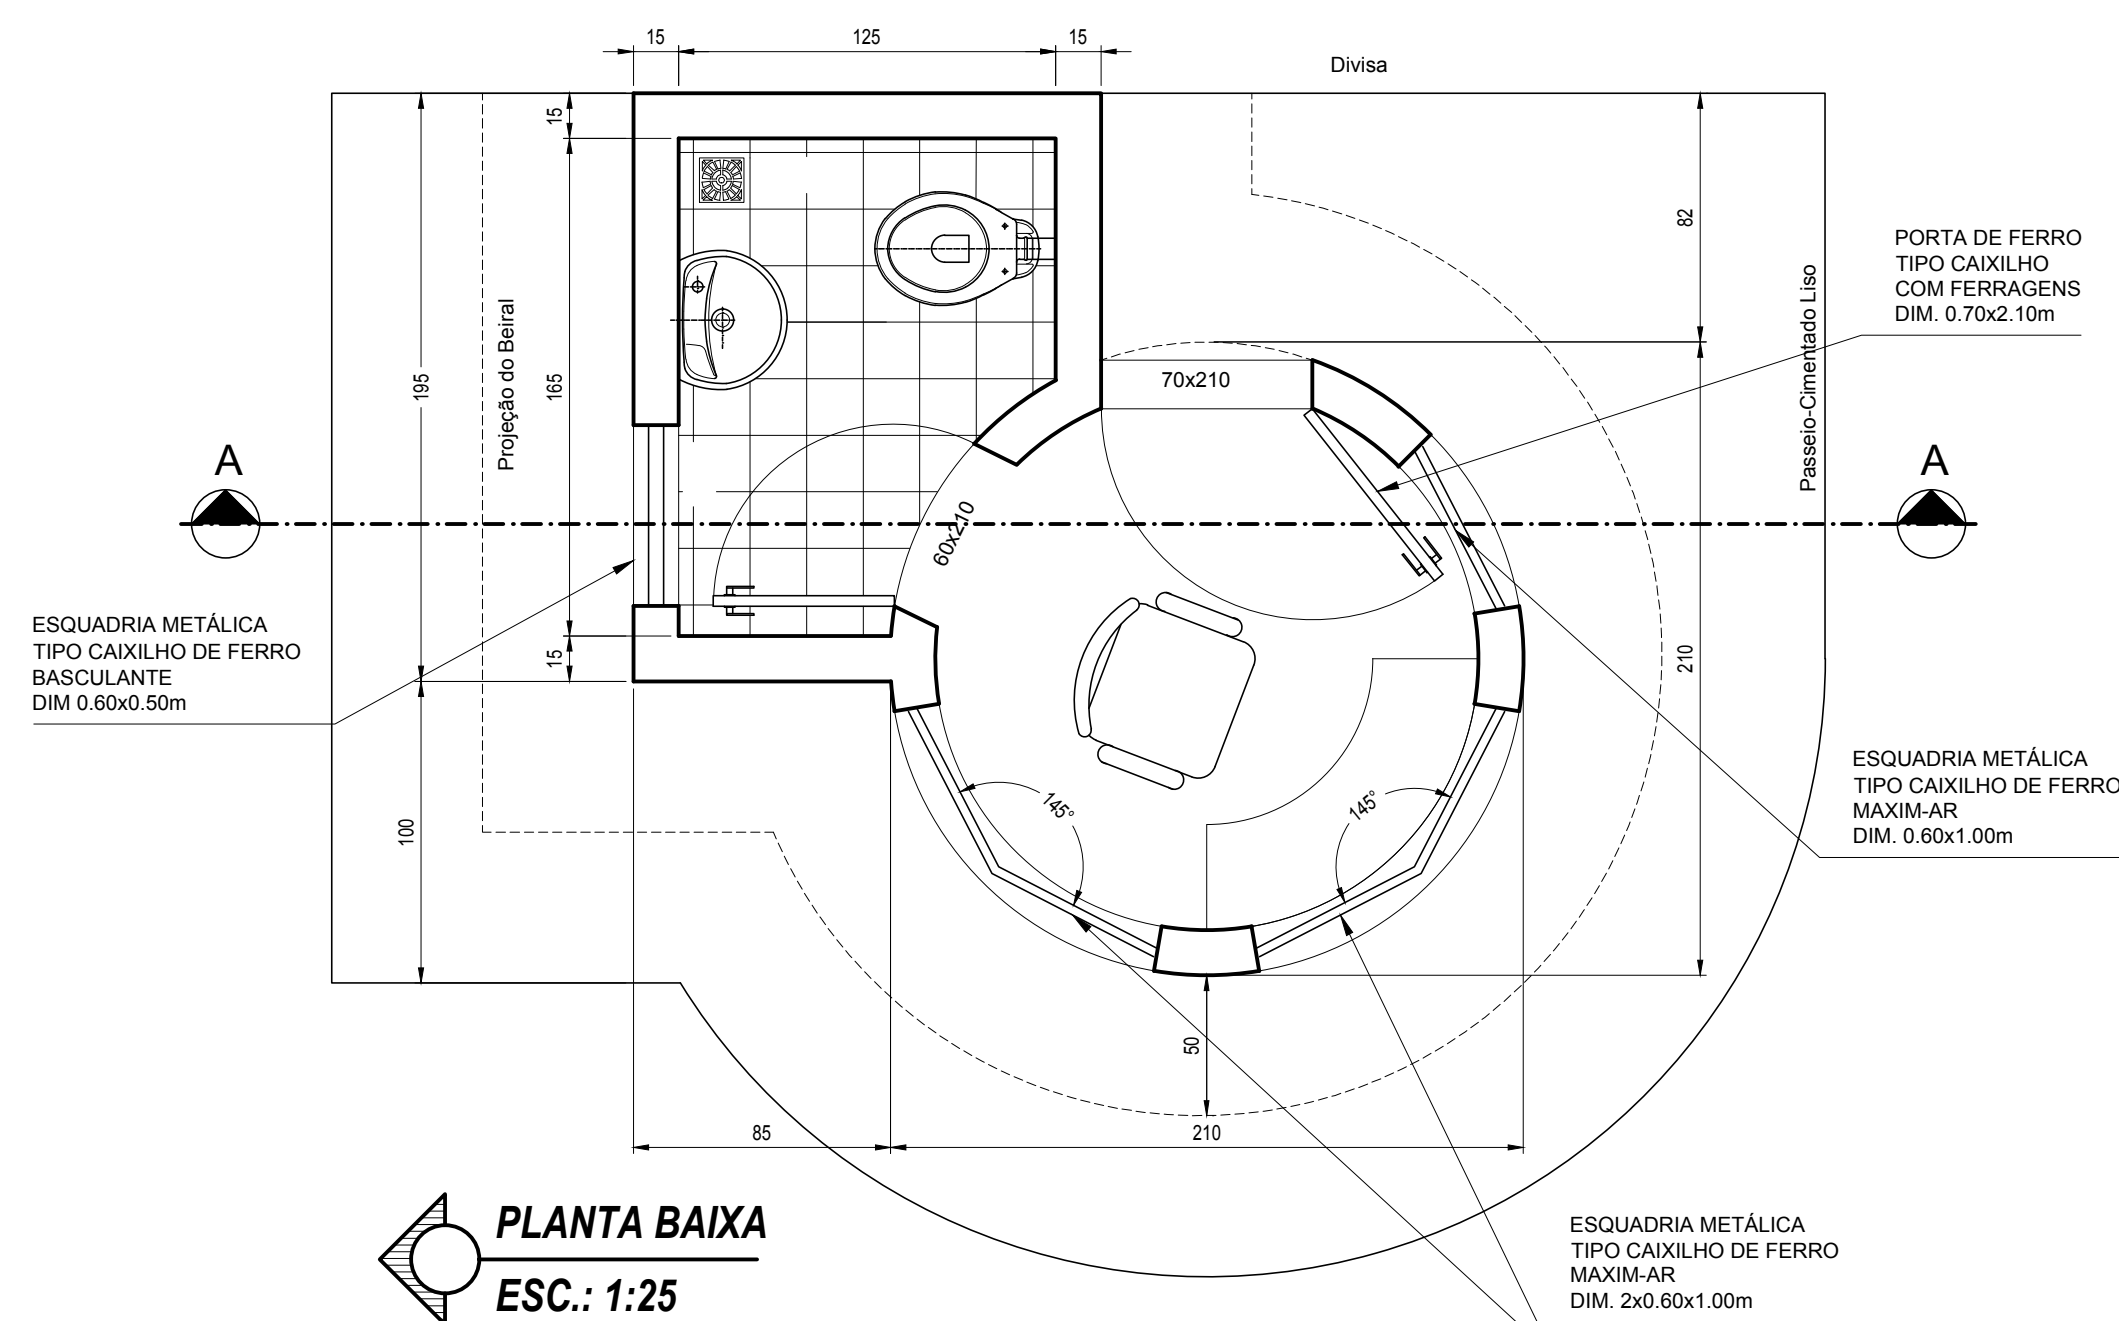 15
125
15
Divisa
15
82
PORTA DE FERRO
TIPO CAIXILHO
COM FERRAGENS
DIM. 0.70x2.10m
Projeção do Beiral
195
165
70x210
Passeio-Cimentado Liso
A
A
60x210
ESQUADRIA METÁLICA
TIPO CAIXILHO DE FERRO
BASCULANTE
DIM 0.60x0.50m
15
210
ESQUADRIA METÁLICA
TIPO CAIXILHO DE FERRO
MAXIM-AR
DIM. 0.60x1.00m
100
145°
145°
50
85
210
PLANTA BAIXA
ESC.: 1:25
ESQUADRIA METÁLICA
TIPO CAIXILHO DE FERRO
MAXIM-AR
DIM. 2x0.60x1.00m